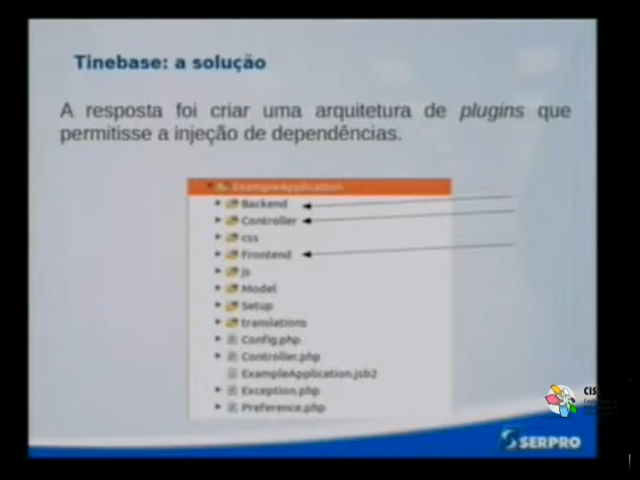 Tinebase: a solução
A resposta foi criar uma arquitetura de plugins que
permitisse a injeção de dependências.
ExampleApplication
Backend
Controller
css
Frontend
js
Model
Setup
translations
Config.php
Controller.php
ExampleApplication.jsb2
Exception.php
Preference.php
CIS
SERPRO